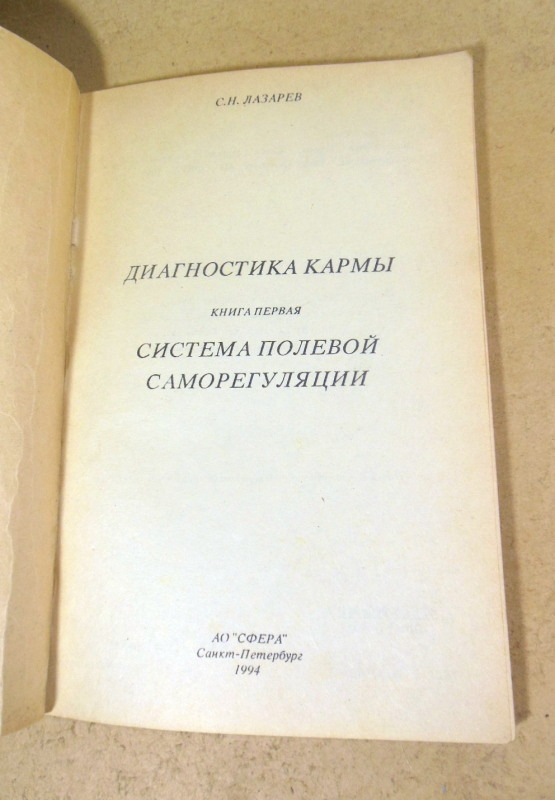 С.Н. ЛАЗАРЕВ
ДИАГНОСТИКА КАРМЫ
КНИГА ПЕРВАЯ
СИСТЕМА ПОЛЕВОЙ
САМОРЕГУЛЯЦИИ
АО "СФЕРА"
Санкт-Петербург
1994